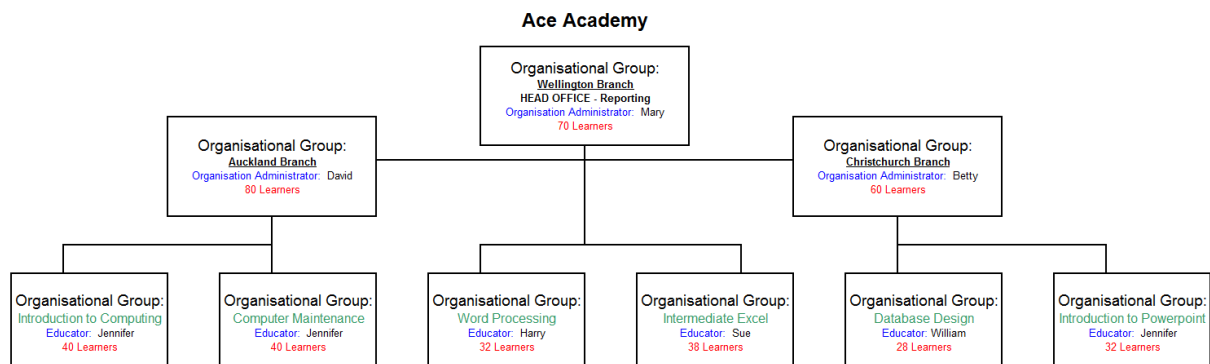 Ace Academy
Organisational Group:
Wellington Branch
HEAD OFFICE - Reporting
Organisation Administrator: Mary
70 Learners
Organisational Group:
Auckland Branch
Organisation Administrator: David
80 Learners
Organisational Group:
Christchurch Branch
Organisation Administrator: Betty
60 Learners
Organisational Group:
Introduction to Computing
Educator: Jennifer
40 Learners
Organisational Group:
Computer Maintenance
Educator: Jennifer
40 Learners
Organisational Group:
Word Processing
Educator: Harry
32 Learners
Organisational Group:
Intermediate Excel
Educator: Sue
38 Learners
Organisational Group:
Database Design
Educator: William
28 Learners
Organisational Group:
Introduction to Powerpoint
Educator: Jennifer
32 Learners